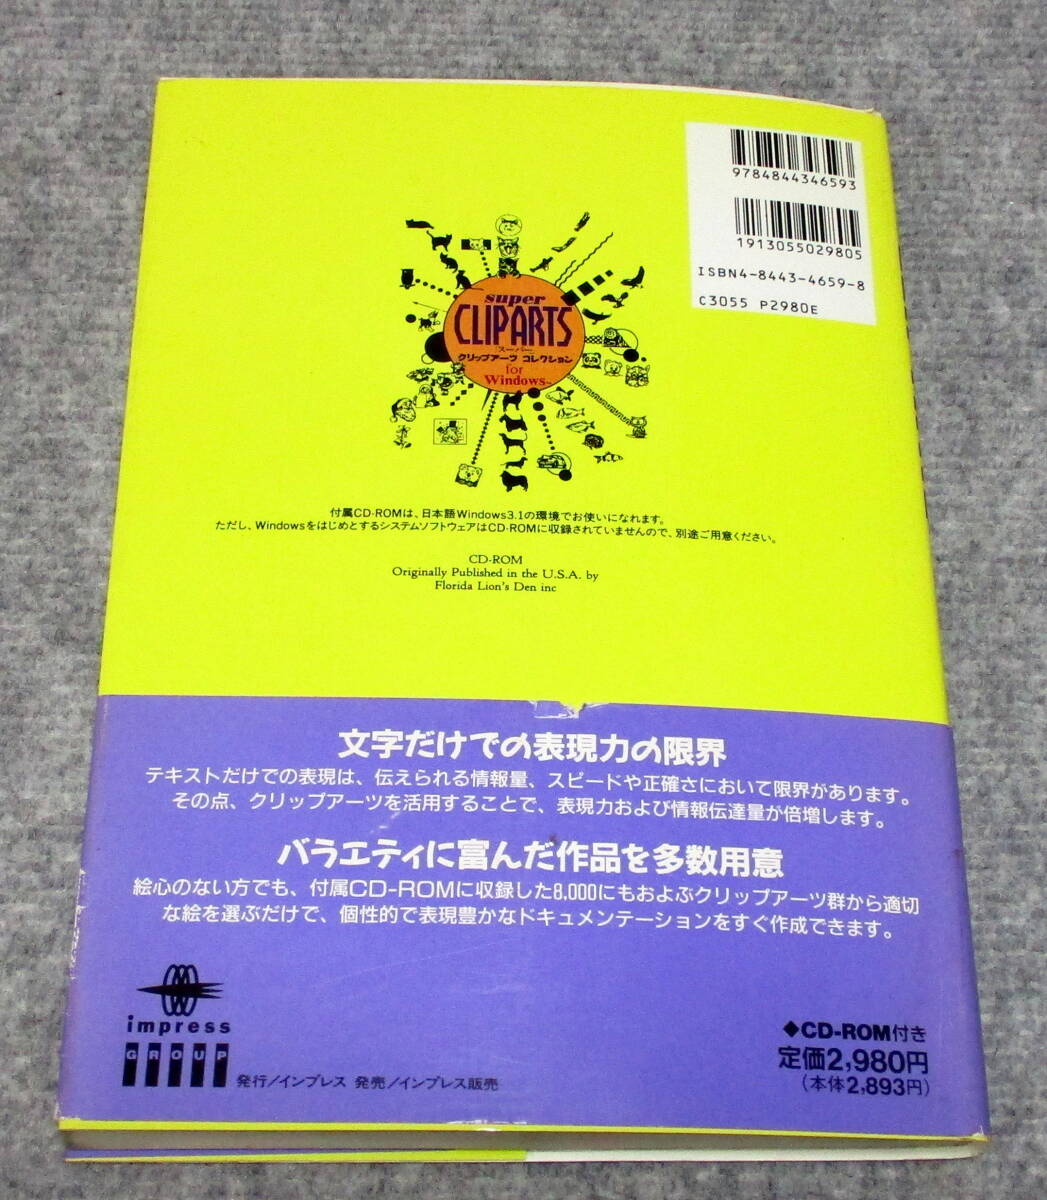 9784844346593
1913055029805
ISBN4-8443-4659-8
C3055 P2980E
super
CLIPARTS
スーパー
クリップアーツ コレクション
for
Windows™
付属CD-ROMは、日本語Windows3.1の環境でお使いになれます。
ただし、WindowsをはじめとするシステムソフトウェアはCD-ROMに収録されていませんので、別途ご用意ください。
CD-ROM
Originally Published in the U.S.A. by
Florida Lion's Den inc
文字だけでの表現力の限界
テキストだけでの表現は、伝えられる情報量、スピードや正確さにおいて限界があります。
その点、クリップアーツを活用することで、表現力および情報伝達量が倍増します。
バラエティに富んだ作品を多数用意
絵心のない方でも、付属CD-ROMに収録した8,000にもおよぶクリップアーツ群から適切
な絵を選ぶだけで、個性的で表現豊かなドキュメンテーションをすぐ作成できます。
impress
GROUP
発行/インプレス 発売/インプレス販売
◆CD-ROM付き
定価2,980円
(本体2,893円)